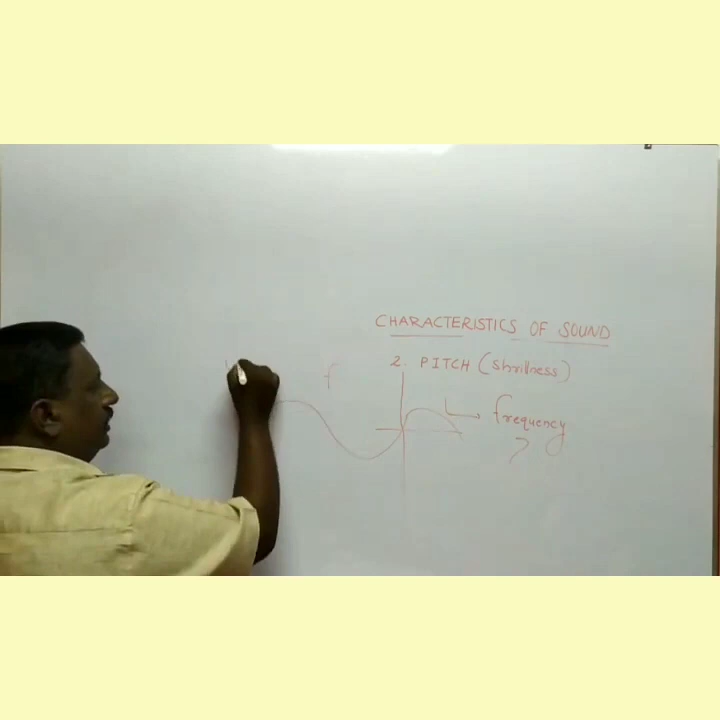 CHARACTERISTICS OF SOUND
2. PITCH (Shrillness)
f
frequency